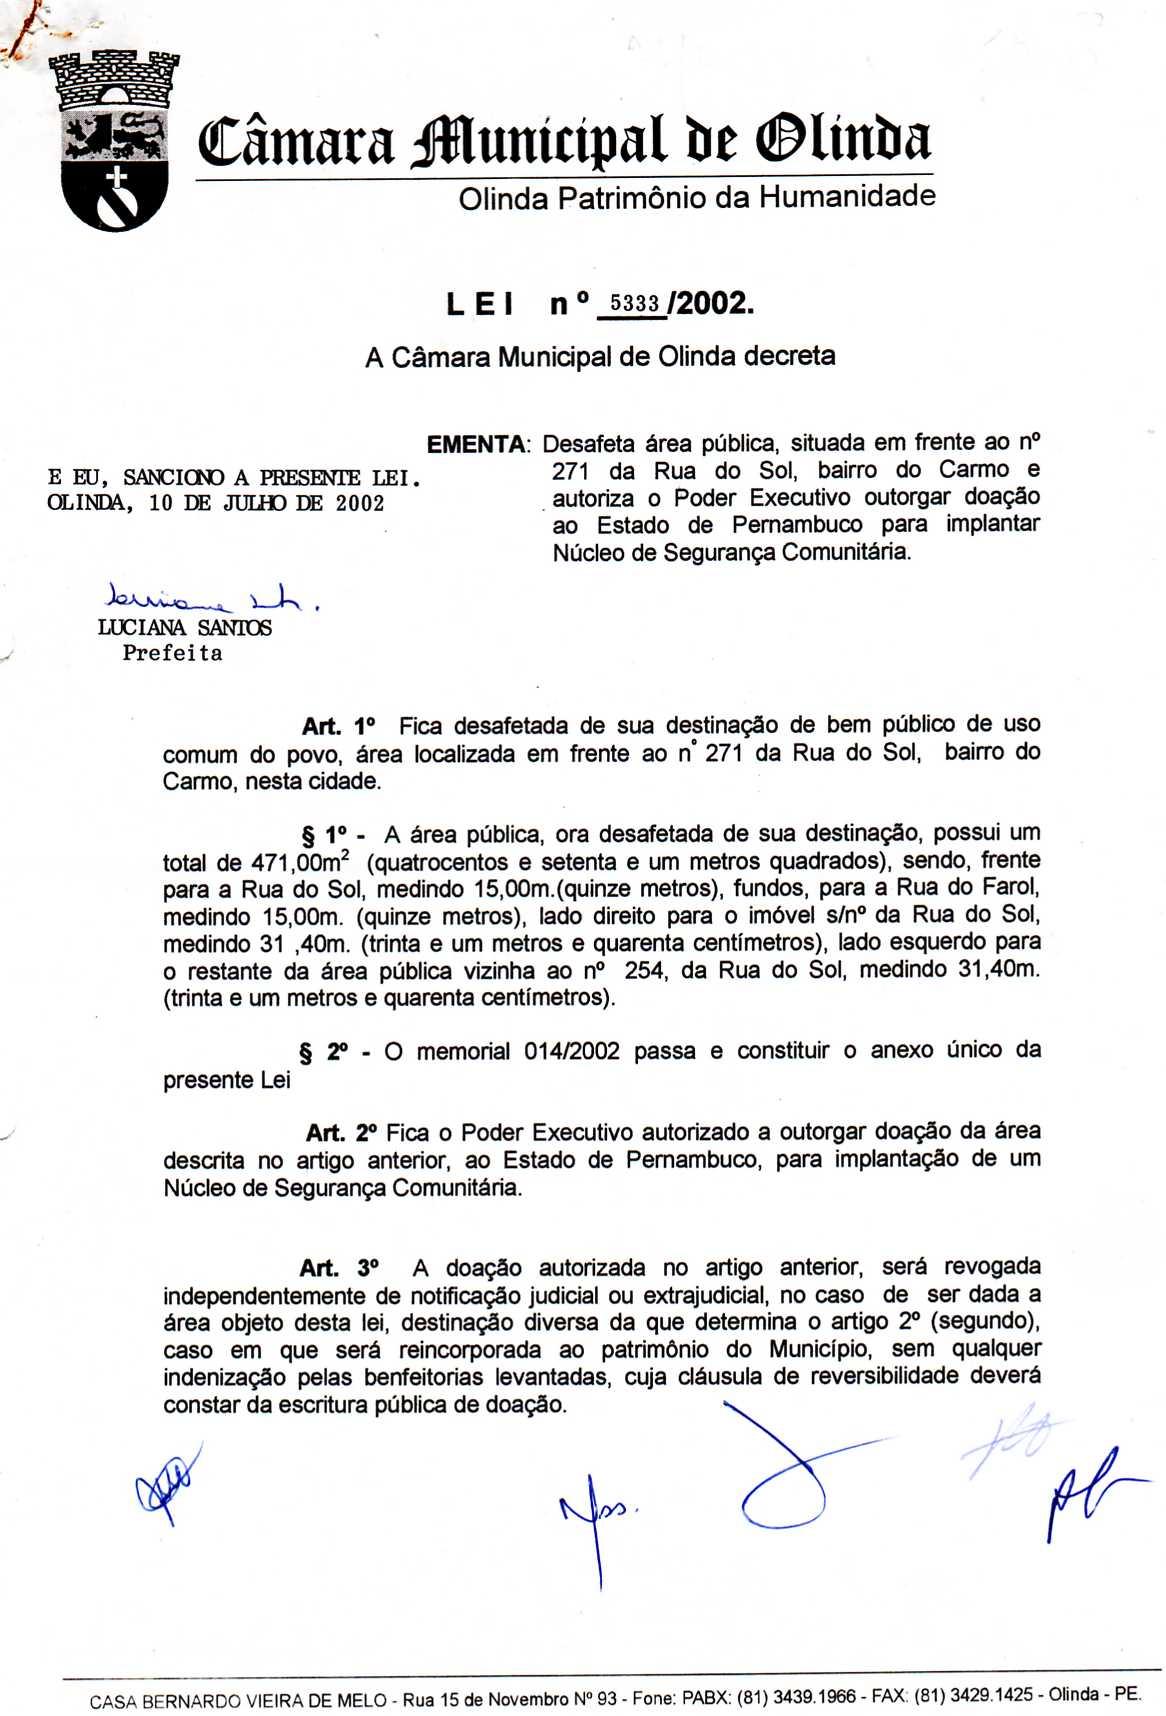 Câmara Municipal de Olinda
Olinda Patrimônio da Humanidade
LEI nº 5333/2002.
A Câmara Municipal de Olinda decreta
EMENTA: Desafeta área pública, situada em frente ao nº
271 da Rua do Sol, bairro do Carmo e
autoriza o Poder Executivo outorgar doação
ao Estado de Pernambuco para implantar
Núcleo de Segurança Comunitária.
E EU, SANCIONO A PRESENTE LEI.
OLINDA, 10 DE JULHO DE 2002
LUCIANA SANTOS
Prefeita
Art. 1º Fica desafetada de sua destinação de bem público de uso
comum do povo, área localizada em frente ao n° 271 da Rua do Sol, bairro do
Carmo, nesta cidade.
§ 1º - A área pública, ora desafetada de sua destinação, possui um
total de 471,00m² (quatrocentos e setenta e um metros quadrados), sendo, frente
para a Rua do Sol, medindo 15,00m.(quinze metros), fundos, para a Rua do Farol,
medindo 15,00m. (quinze metros), lado direito para o imóvel s/nº da Rua do Sol,
medindo 31 ,40m. (trinta e um metros e quarenta centímetros), lado esquerdo para
o restante da área pública vizinha ao nº 254, da Rua do Sol, medindo 31,40m.
(trinta e um metros e quarenta centímetros).
§ 2º - O memorial 014/2002 passa e constituir o anexo único da
presente Lei
Art. 2º Fica o Poder Executivo autorizado a outorgar doação da área
descrita no artigo anterior, ao Estado de Pernambuco, para implantação de um
Núcleo de Segurança Comunitária.
Art. 3º A doação autorizada no artigo anterior, será revogada
independentemente de notificação judicial ou extrajudicial, no caso de ser dada a
área objeto desta lei, destinação diversa da que determina o artigo 2º (segundo),
caso em que será reincorporada ao patrimônio do Município, sem qualquer
indenização pelas benfeitorias levantadas, cuja cláusula de reversibilidade deverá
constar da escritura pública de doação.
CASA BERNARDO VIEIRA DE MELO - Rua 15 de Novembro Nº 93 - Fone: PABX: (81) 3439.1966 - FAX: (81) 3429.1425 - Olinda - PE.